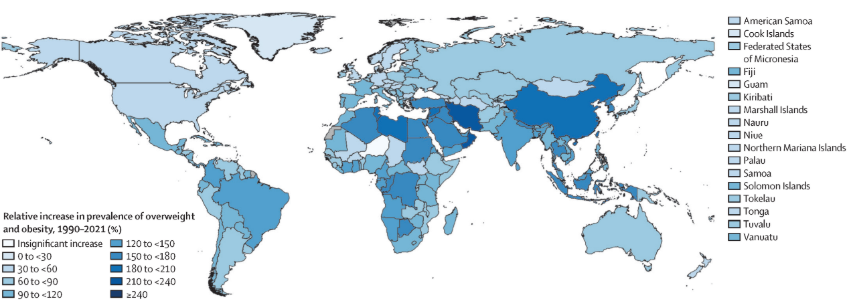 American Samoa
Cook Islands
Federated States
of Micronesia
Fiji
Guam
Kiribati
Marshall Islands
Nauru
Niue
Northern Mariana Islands
Palau
Samoa
Solomon Islands
Tokelau
Tonga
Tuvalu
Vanuatu
Relative increase in prevalence of overweight
and obesity, 1990–2021 (%)
Insignificant increase
0 to <30
30 to <60
60 to <90
90 to <120
120 to <150
150 to <180
180 to <210
210 to <240
≥240